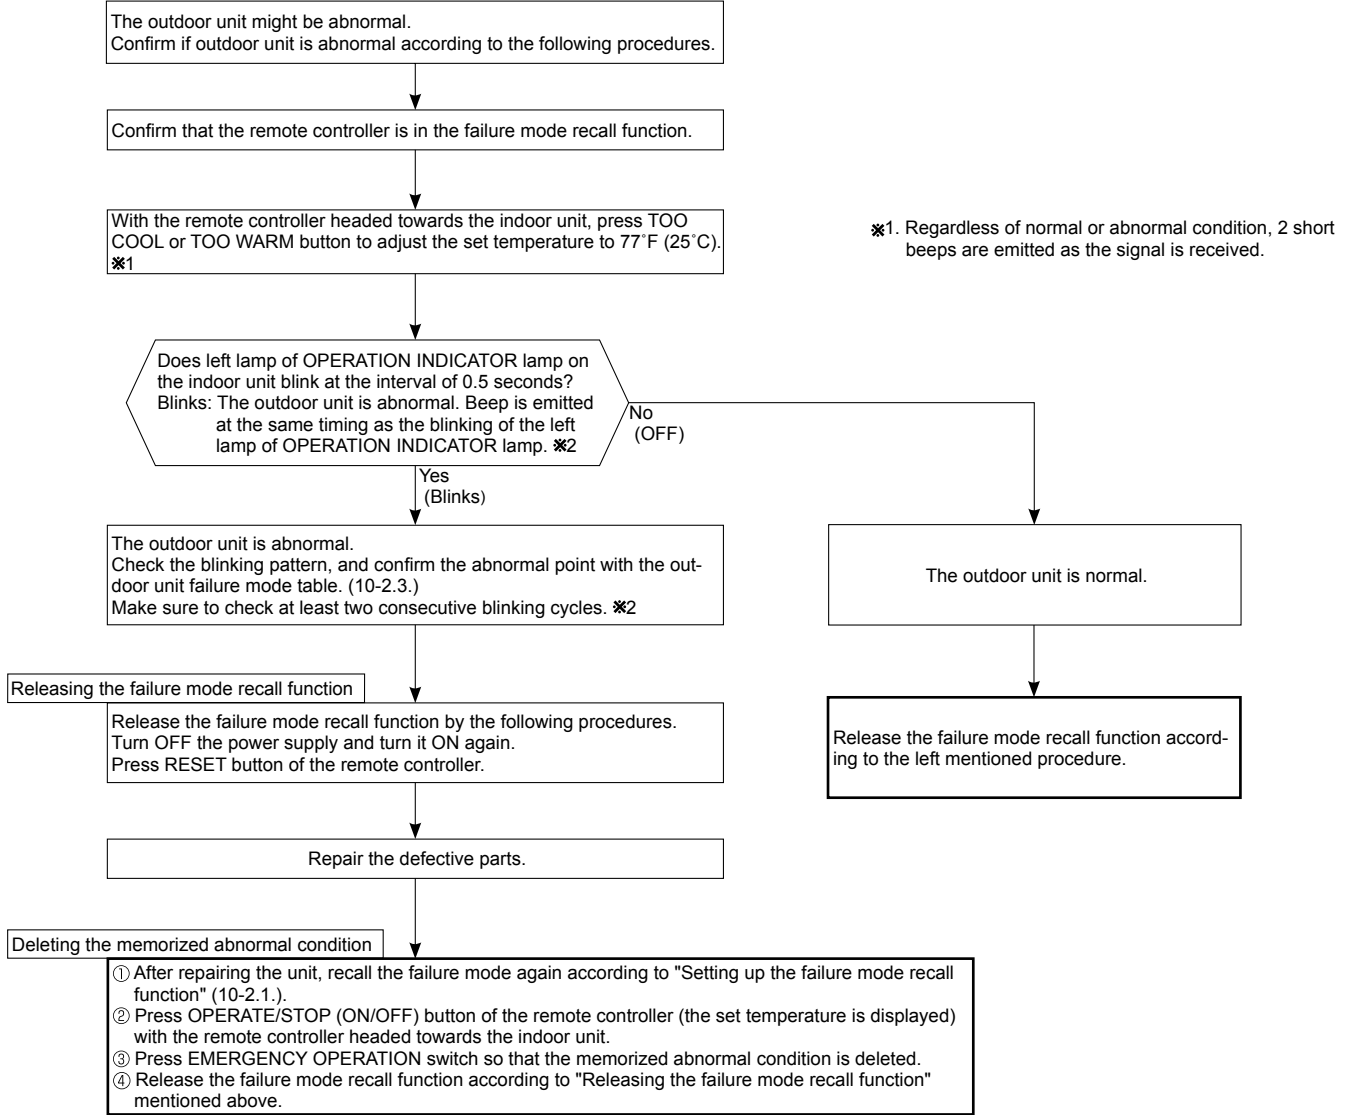 The outdoor unit might be abnormal.
Confirm if outdoor unit is abnormal according to the following procedures.
Confirm that the remote controller is in the failure mode recall function.
With the remote controller headed towards the indoor unit, press TOO
COOL or TOO WARM button to adjust the set temperature to 77˚F (25˚C).
※1
※1. Regardless of normal or abnormal condition, 2 short
beeps are emitted as the signal is received.
Does left lamp of OPERATION INDICATOR lamp on
the indoor unit blink at the interval of 0.5 seconds?
Blinks: The outdoor unit is abnormal. Beep is emitted
at the same timing as the blinking of the left
lamp of OPERATION INDICATOR lamp. ※2
No
(OFF)
Yes
(Blinks)
The outdoor unit is abnormal.
Check the blinking pattern, and confirm the abnormal point with the out-
door unit failure mode table. (10-2.3.)
Make sure to check at least two consecutive blinking cycles. ※2
The outdoor unit is normal.
Releasing the failure mode recall function
Release the failure mode recall function by the following procedures.
Turn OFF the power supply and turn it ON again.
Press RESET button of the remote controller.
Release the failure mode recall function accord-
ing to the left mentioned procedure.
Repair the defective parts.
Deleting the memorized abnormal condition
① After repairing the unit, recall the failure mode again according to "Setting up the failure mode recall
function" (10-2.1.).
② Press OPERATE/STOP (ON/OFF) button of the remote controller (the set temperature is displayed)
with the remote controller headed towards the indoor unit.
③ Press EMERGENCY OPERATION switch so that the memorized abnormal condition is deleted.
④ Release the failure mode recall function according to "Releasing the failure mode recall function"
mentioned above.